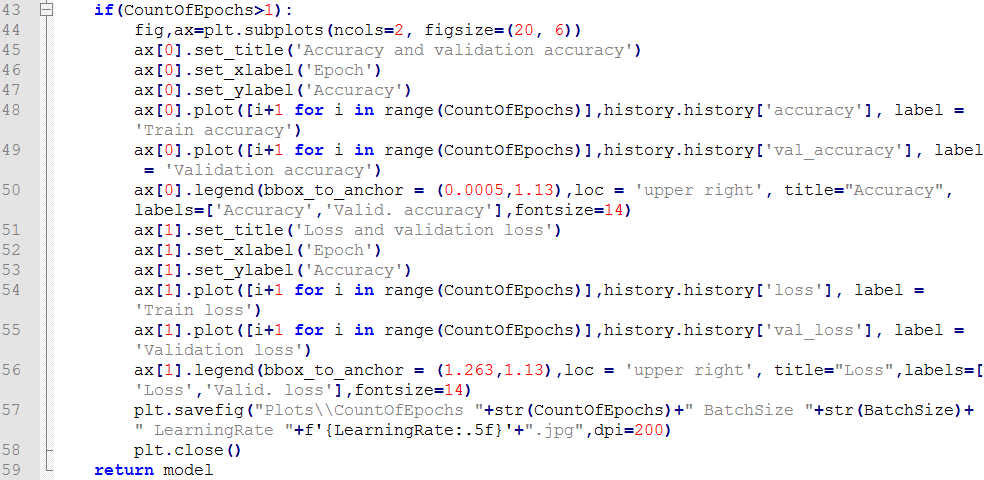 43 if(CountOfEpochs>1):
44 fig,ax=plt.subplots(ncols=2, figsize=(20, 6))
45 ax[0].set_title('Accuracy and validation accuracy')
46 ax[0].set_xlabel('Epoch')
47 ax[0].set_ylabel('Accuracy')
48 ax[0].plot([i+1 for i in range(CountOfEpochs)],history.history['accuracy'], label =
'Train accuracy')
49 ax[0].plot([i+1 for i in range(CountOfEpochs)],history.history['val_accuracy'], label
= 'Validation accuracy')
50 ax[0].legend(bbox_to_anchor = (0.0005,1.13),loc = 'upper right', title="Accuracy",
labels=['Accuracy','Valid. accuracy'],fontsize=14)
51 ax[1].set_title('Loss and validation loss')
52 ax[1].set_xlabel('Epoch')
53 ax[1].set_ylabel('Accuracy')
54 ax[1].plot([i+1 for i in range(CountOfEpochs)],history.history['loss'], label =
'Train loss')
55 ax[1].plot([i+1 for i in range(CountOfEpochs)],history.history['val_loss'], label =
'Validation loss')
56 ax[1].legend(bbox_to_anchor = (1.263,1.13),loc = 'upper right', title="Loss",labels=[
'Loss','Valid. loss'],fontsize=14)
57 plt.savefig("Plots\\CountOfEpochs "+str(CountOfEpochs)+" BatchSize "+str(BatchSize)+
" LearningRate "+f'{LearningRate:.5f}'+".jpg",dpi=200)
58 plt.close()
59 return model